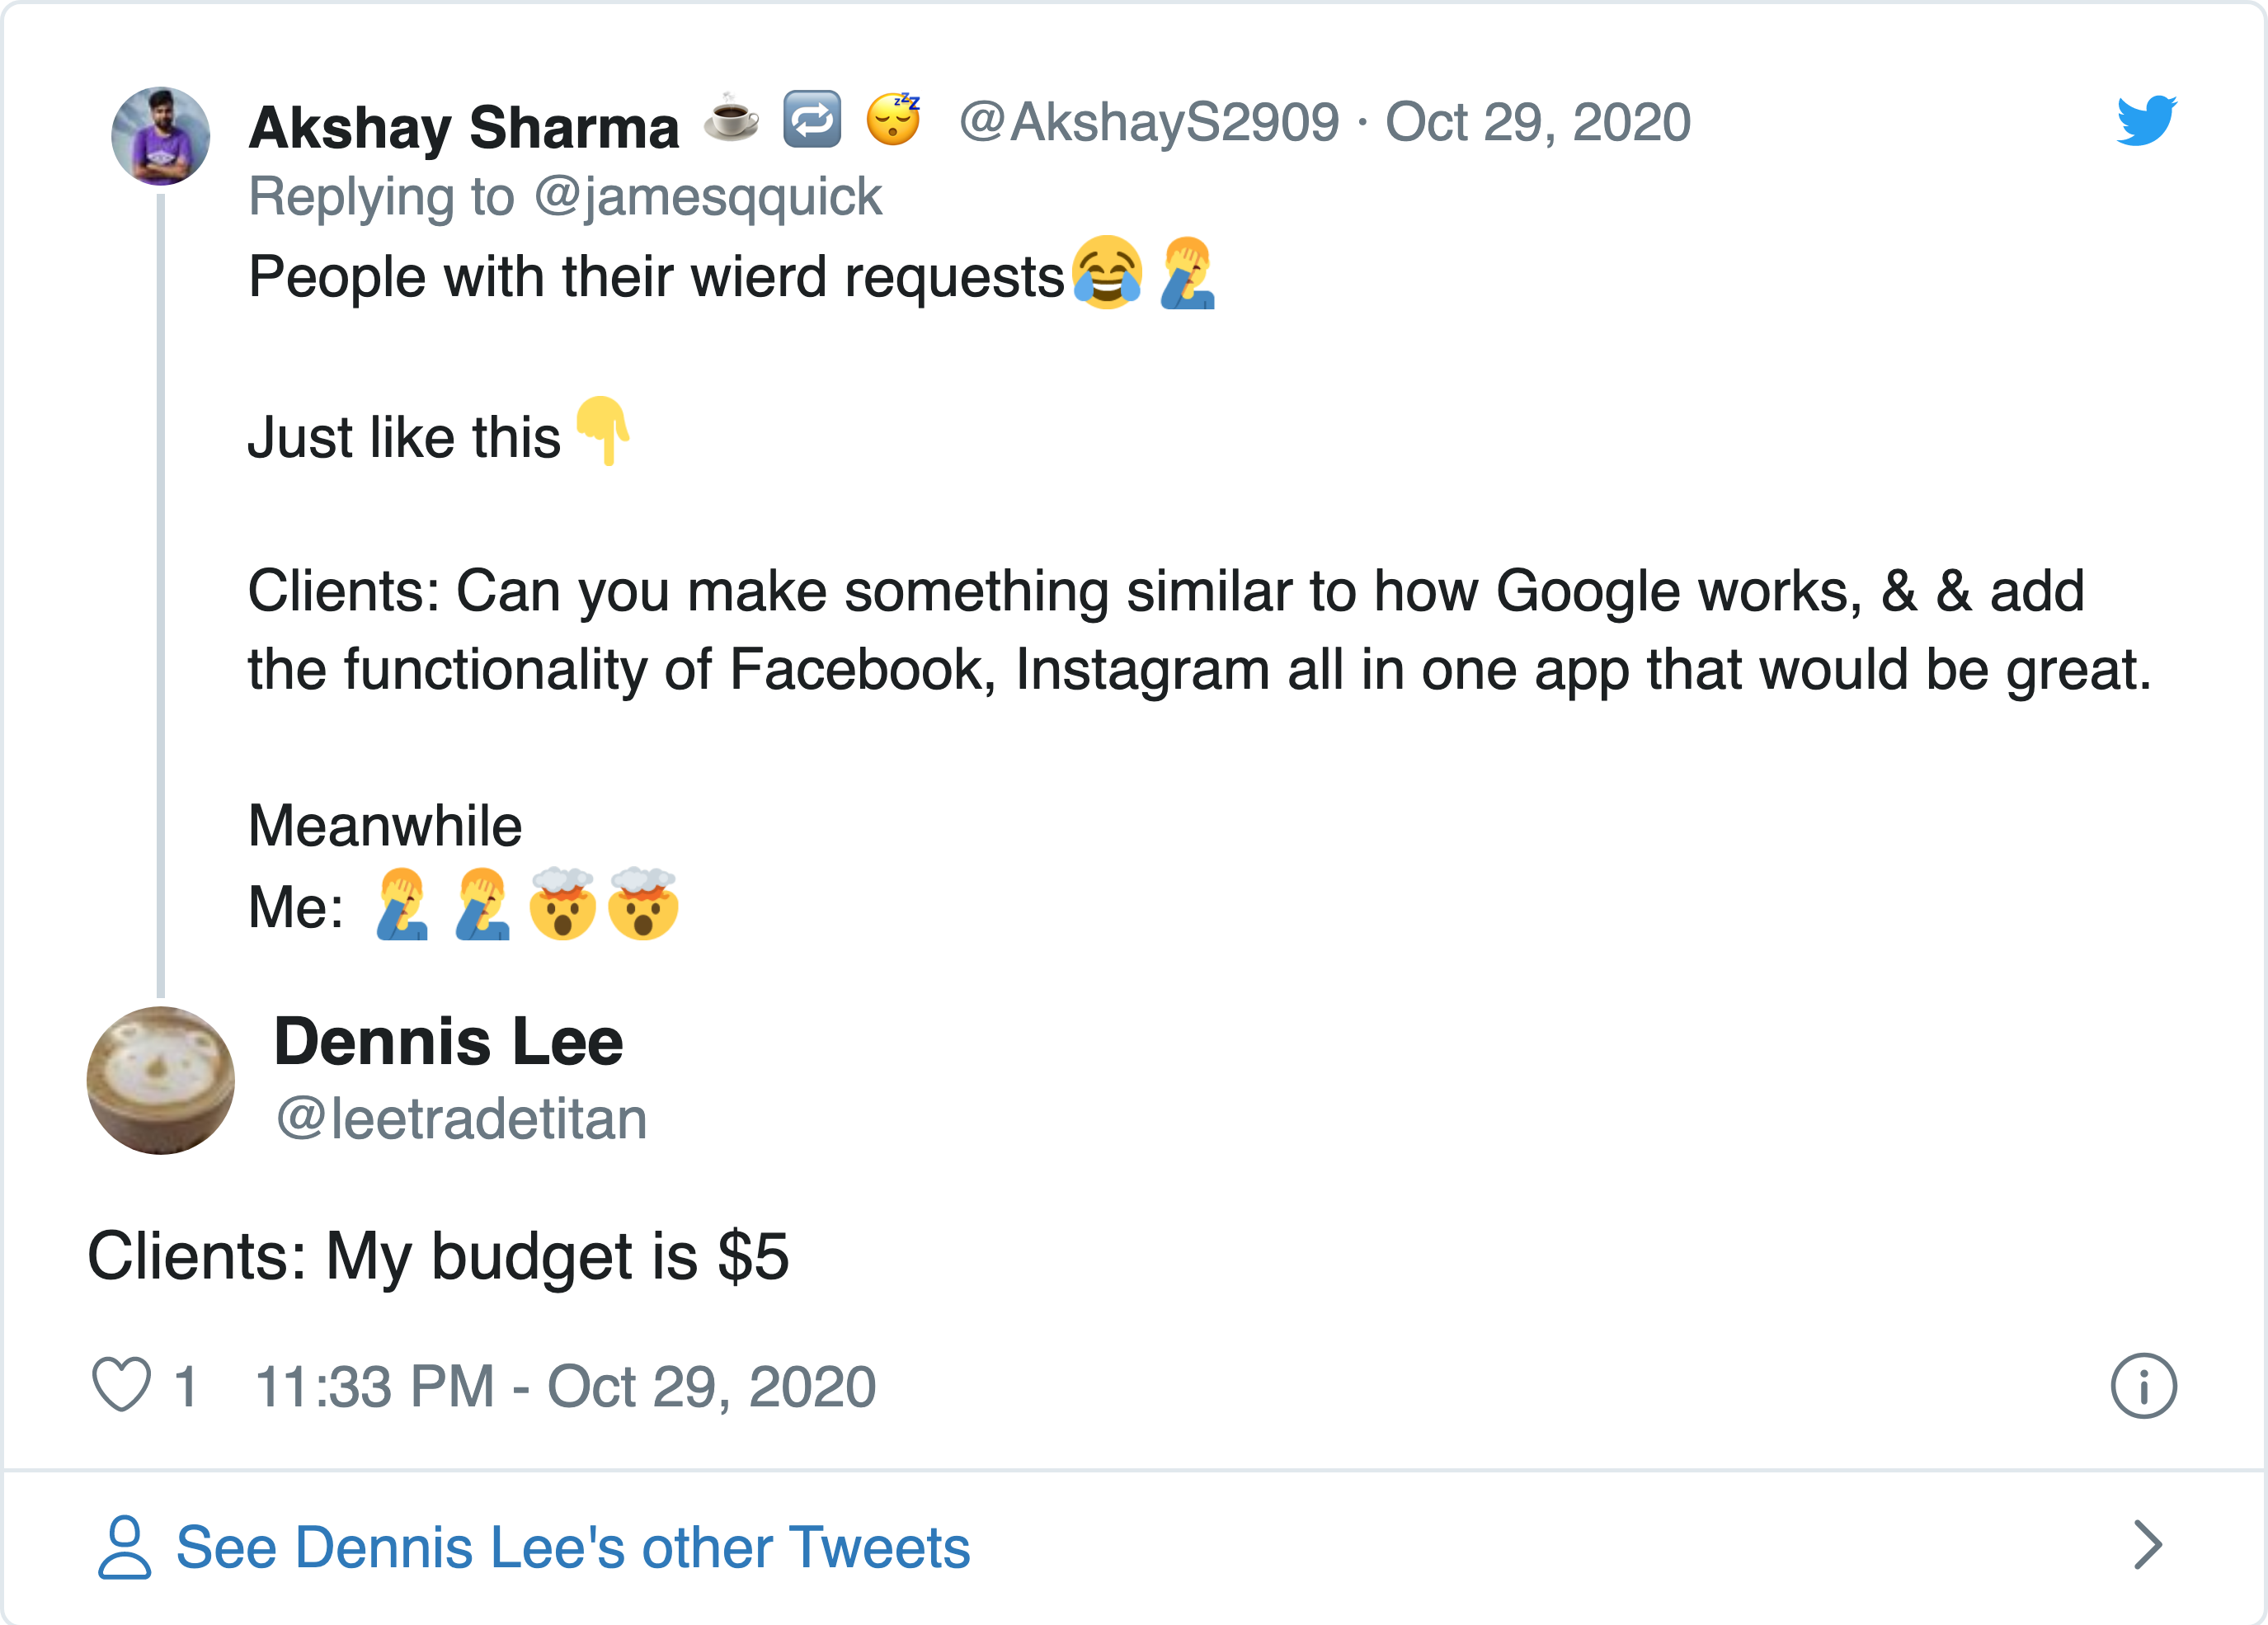 Akshay Sharma ☕ 🔁 😴 @AkshayS2909 · Oct 29, 2020
Replying to @jamesqquick
People with their wierd requests😂🤦‍♂️
Just like this👇
Clients: Can you make something similar to how Google works, & & add
the functionality of Facebook, Instagram all in one app that would be great.
Meanwhile
Me: 🤦‍♂️🤦‍♂️🤯🤯
Dennis Lee
@leetradetitan
Clients: My budget is $5
1 11:33 PM - Oct 29, 2020
See Dennis Lee's other Tweets